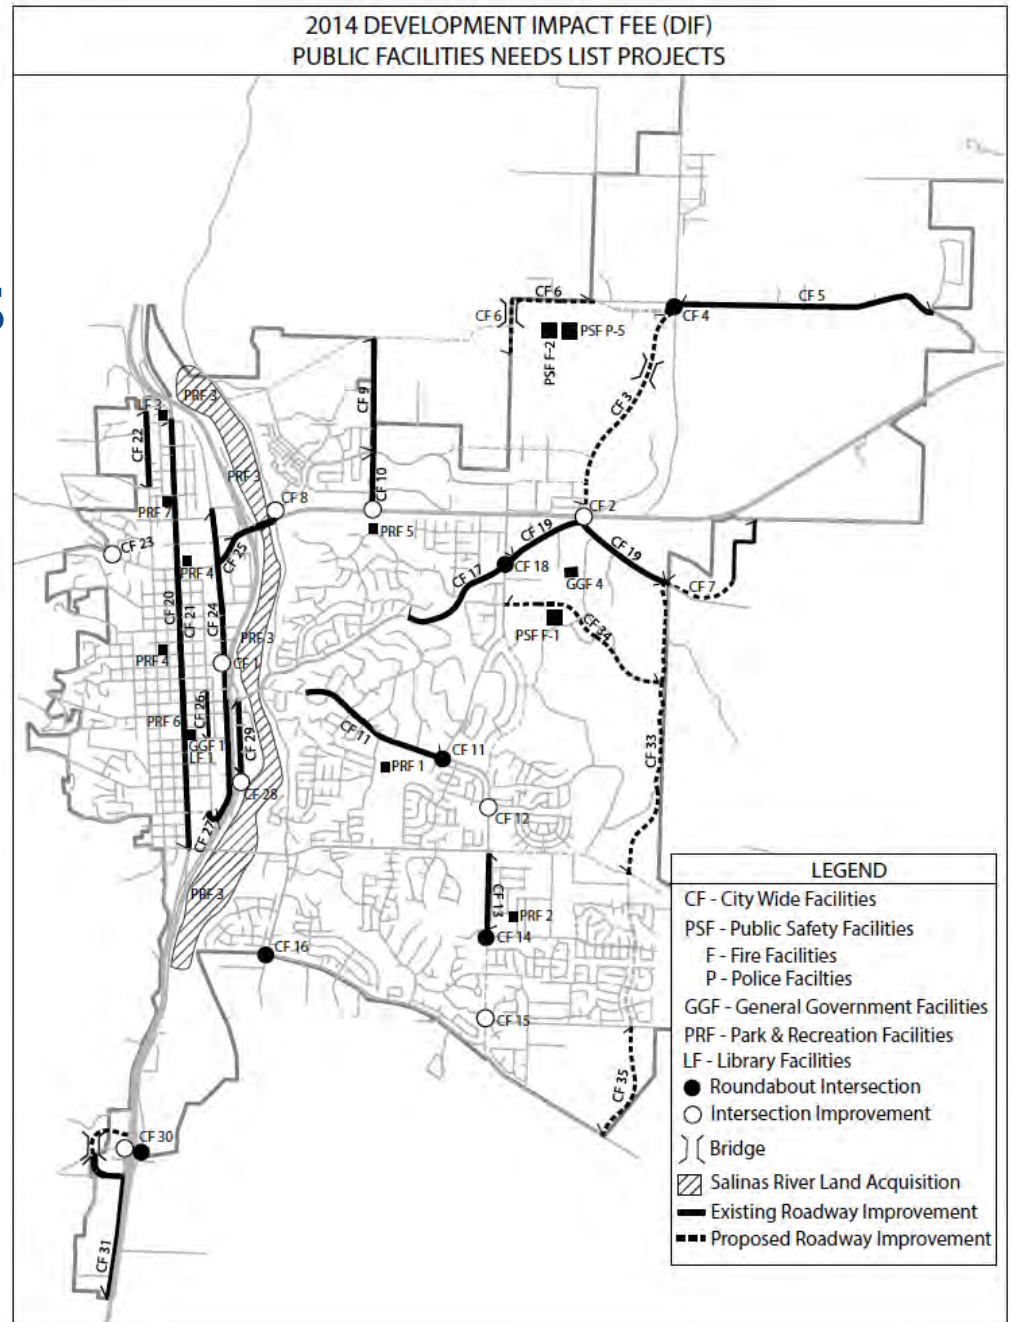 2014 DEVELOPMENT IMPACT FEE (DIF)
PUBLIC FACILITIES NEEDS LIST PROJECTS
CF 6
CF 5
CF 6
CF 4
PSF P-5
PSF F-2
CF 3
CF 9
PRF 3
LF 3
CF 22
PRF 3
CF 10
CF 8
CF 2
PRF 7
PRF 5
CF 19
CF 19
CF 23
CF 25
PRF 4
CF 17
CF 18
GGF 4
CF 7
CF 20
CF 21
CF 24
CF 34
PSF F-1
PRF 3
PRF 4
CF 1
CF 26
PRF 6
CF 29
CF 11
CF 11
CF 33
GGF 1
LF 1
PRF 1
CF 28
CF 12
CF 27
PRF 3
CF 13
PRF 2
CF 14
CF 16
CF 15
CF 35
CF 30
CF 31
LEGEND
CF - City Wide Facilities
PSF - Public Safety Facilities
F - Fire Facilities
P - Police Facilties
GGF - General Government Facilities
PRF - Park & Recreation Facilities
LF - Library Facilities
Roundabout Intersection
Intersection Improvement
Bridge
Salinas River Land Acquisition
Existing Roadway Improvement
Proposed Roadway Improvement